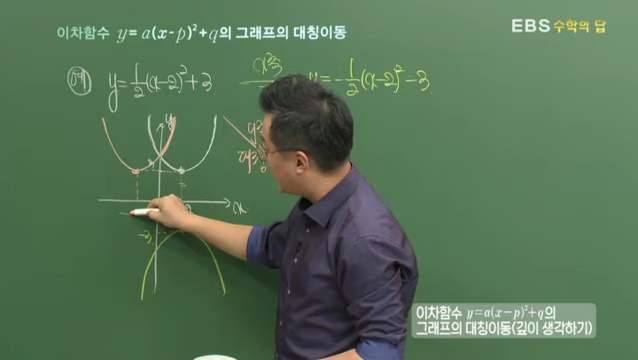 이차함수 y = a(x-p)²+q의 그래프의 대칭이동
EBS 수학의 답
예 y=1/2(x-2)²+3
y=-1/2(x-2)²-3
y
x
-3
이차함수 y=a(x-p)²+q의
그래프의 대칭이동(깊이 생각하기)